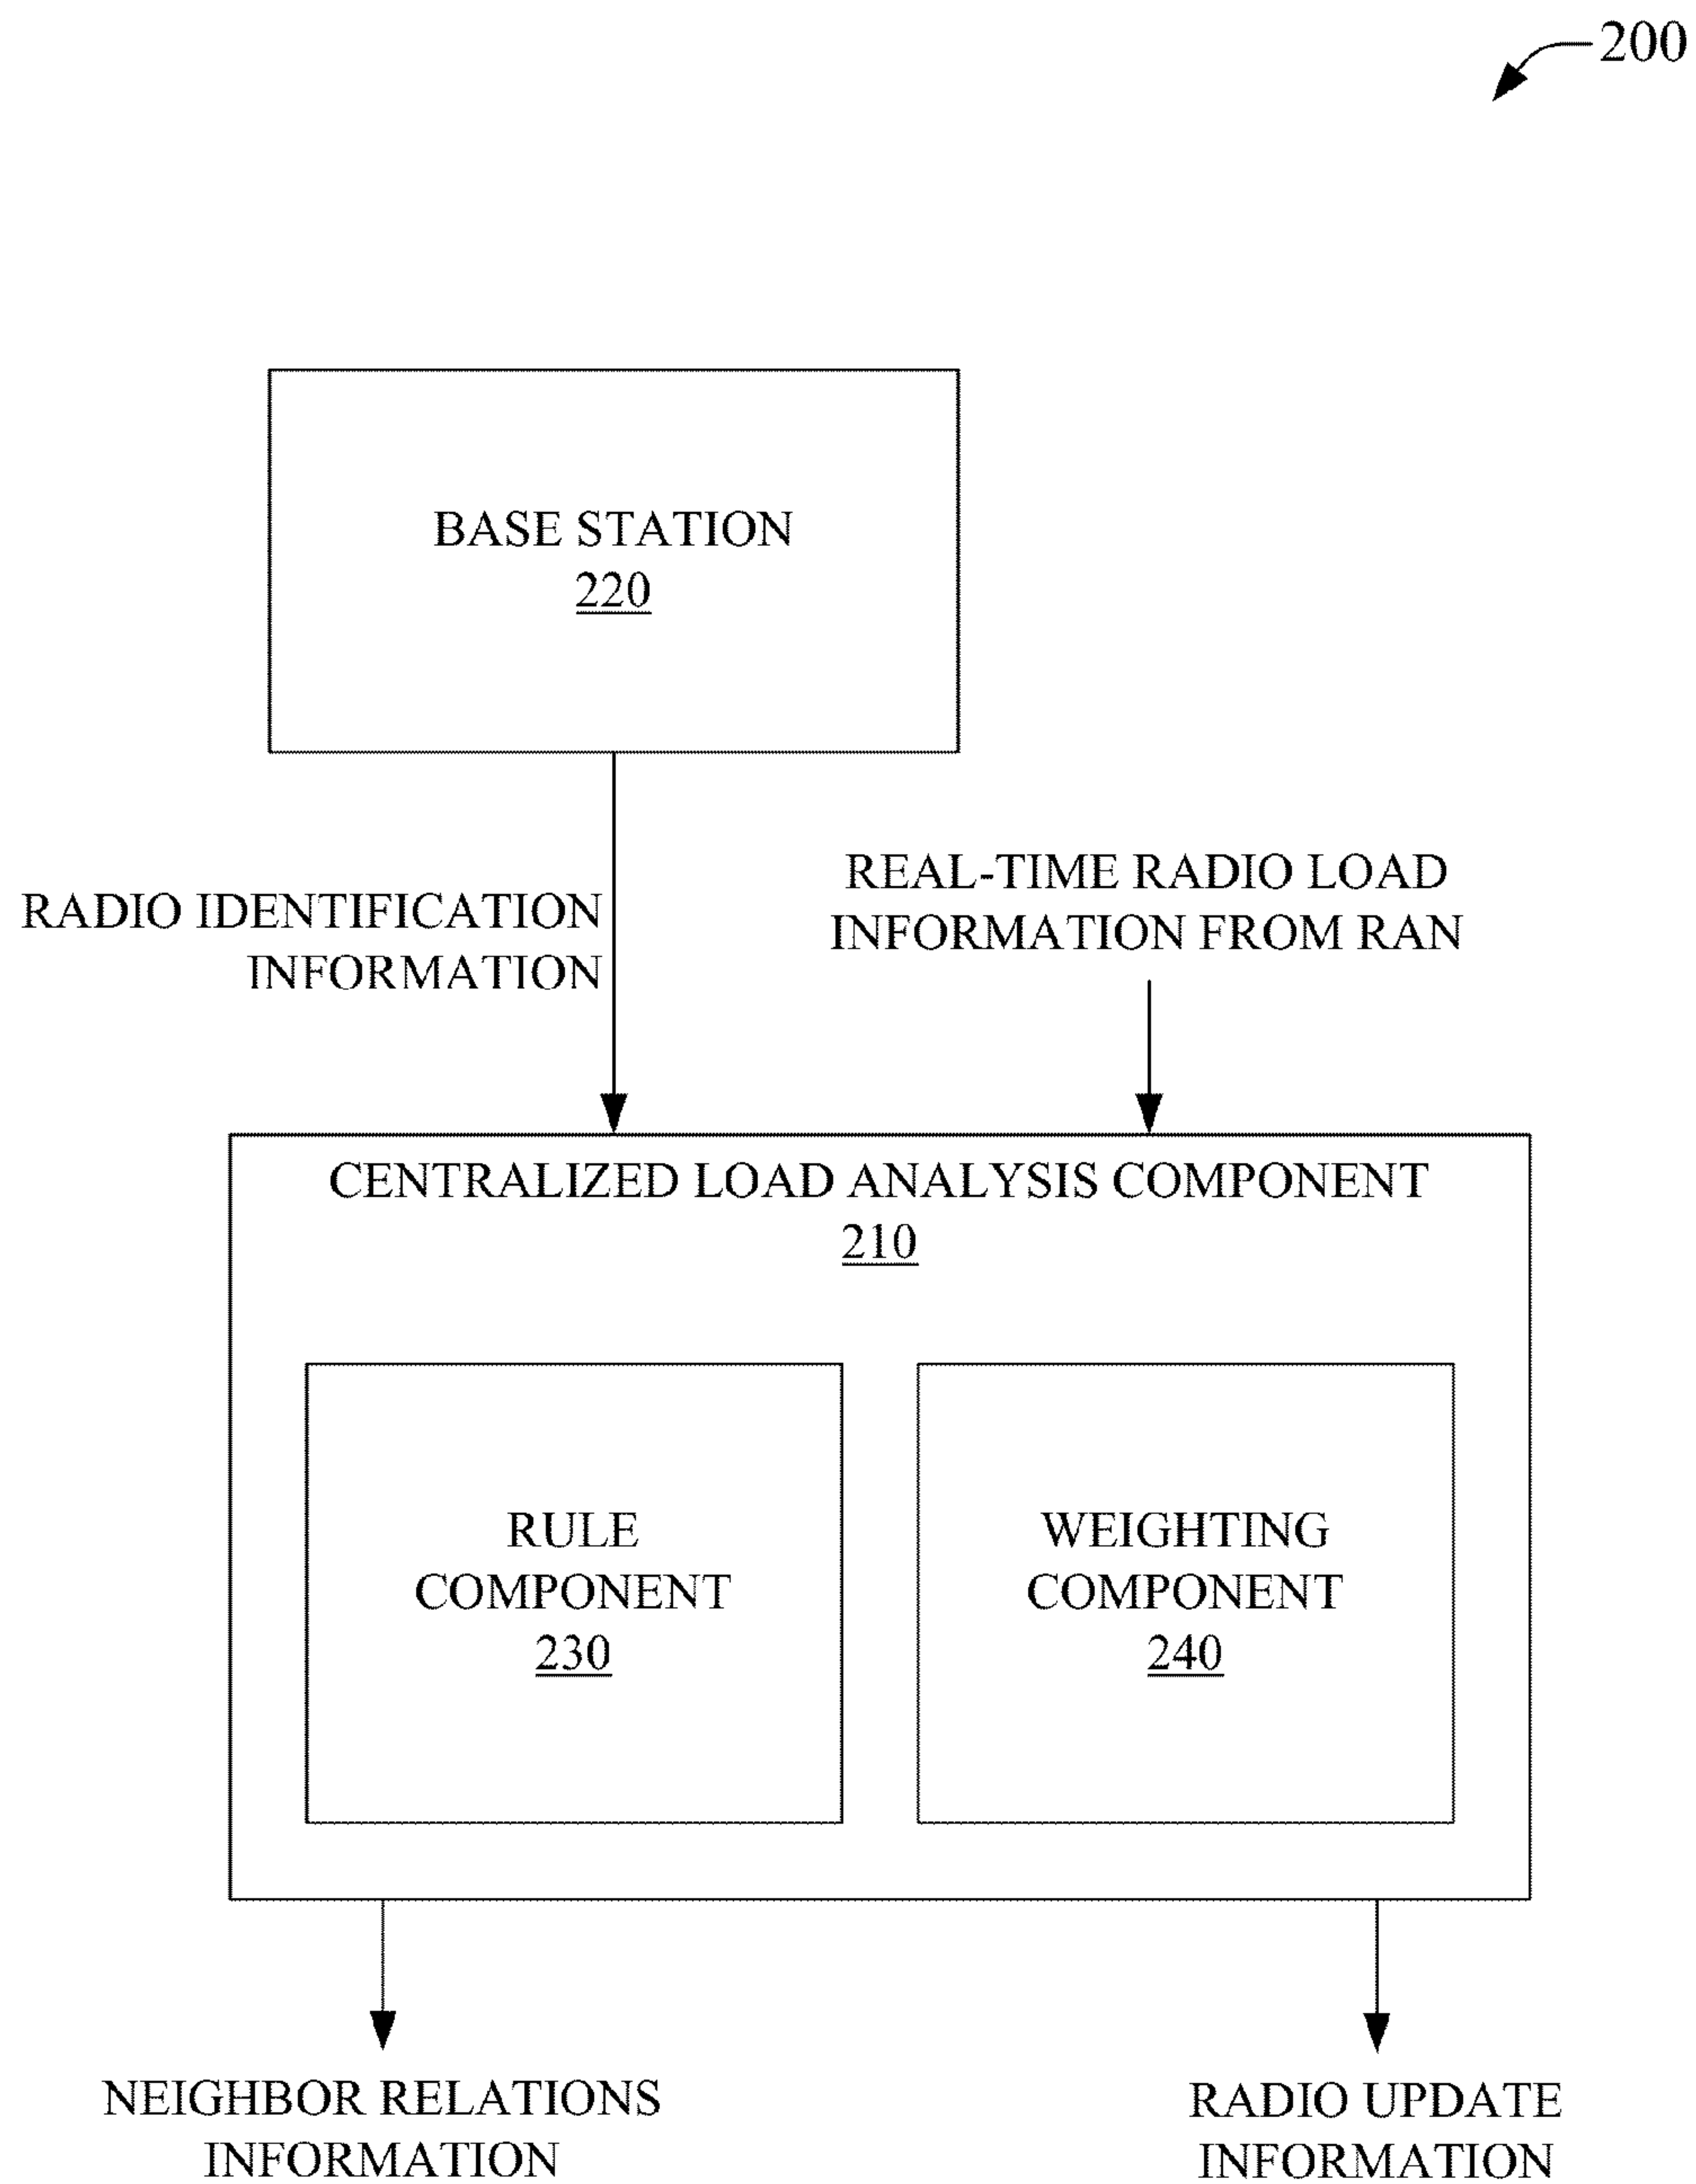 200
BASE STATION
220
RADIO IDENTIFICATION
INFORMATION
REAL-TIME RADIO LOAD
INFORMATION FROM RAN
CENTRALIZED LOAD ANALYSIS COMPONENT
210
RULE
COMPONENT
230
WEIGHTING
COMPONENT
240
NEIGHBOR RELATIONS
INFORMATION
RADIO UPDATE
INFORMATION